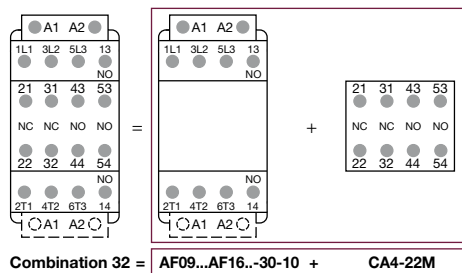 A1 A2 A1 A2
1L1 3L2 5L3 13 1L1 3L2 5L3 13
NO NO
21 31 43 53 21 31 43 53
NC NC NO NO = + NC NC NO NO
22 32 44 54 22 32 44 54
NO NO
2T1 4T2 6T3 14 2T1 4T2 6T3 14
A1 A2 A1 A2
Combination 32 = AF09...AF16..-30-10 + CA4-22M